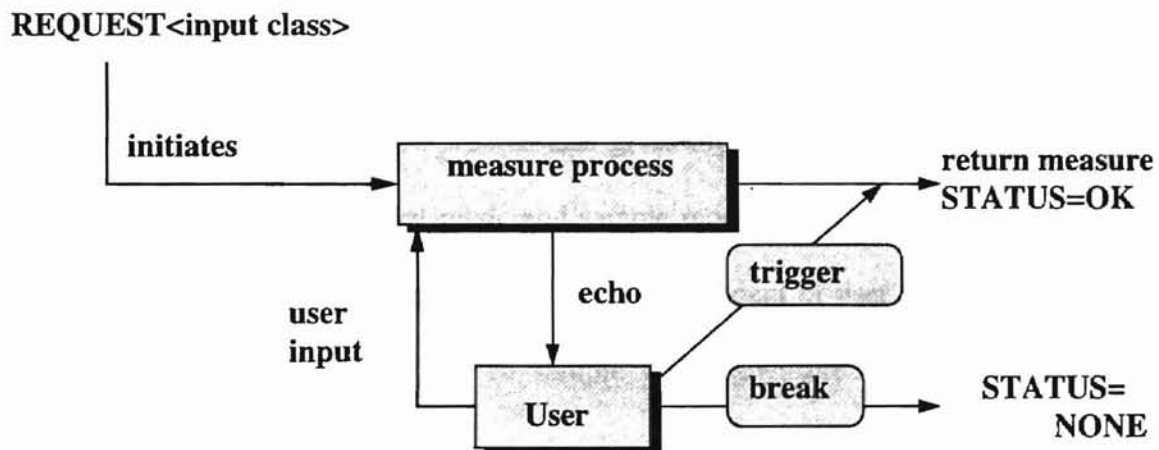 REQUEST<input class>
initiates
measure process
return measure
STATUS=OK
trigger
echo
user
input
break
User
STATUS=
NONE